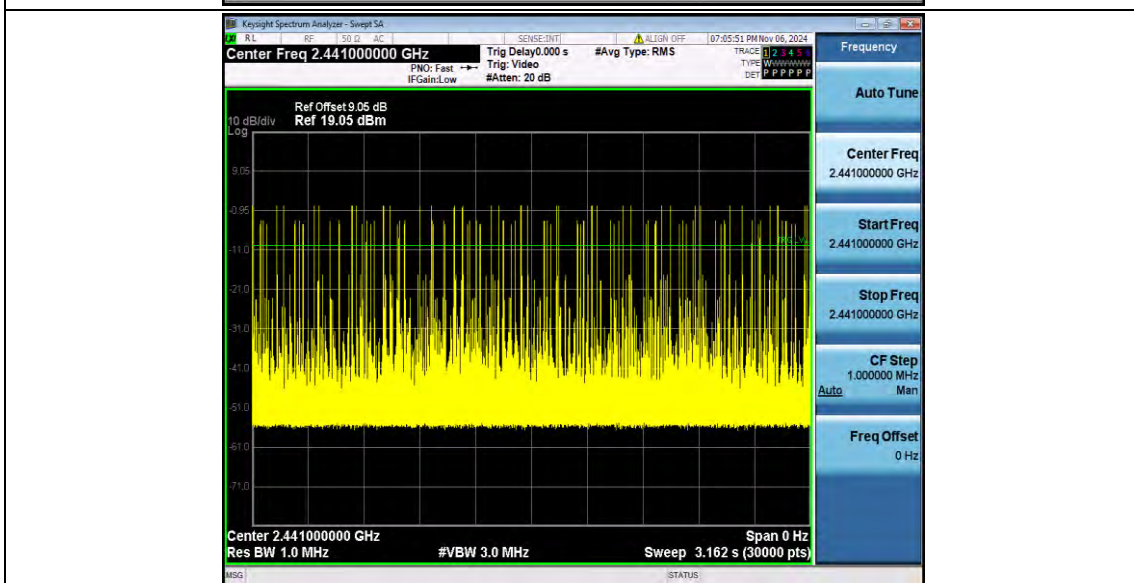 Keysight Spectrum Analyzer - Swept SA
RL RF 50 Ω AC SENSE:INT ALIGN OFF 07:05:51 PM Nov 06, 2024
Center Freq 2.441000000 GHz
PNO: Fast
IFGain:Low
Trig Delay0.000 s
Trig: Video
#Atten: 20 dB
#Avg Type: RMS
TRACE 1 2 3 4 5 6
TYPE WWWWWW
DET P P P P P P
Ref Offset 9.05 dB
10 dB/div Ref 19.05 dBm
Log
9.05
-0.95
-11.0
-21.0
-31.0
-41.0
-51.0
-61.0
-71.0
Center 2.441000000 GHz Span 0 Hz
Res BW 1.0 MHz #VBW 3.0 MHz Sweep 3.162 s (30000 pts)
MSG STATUS
Frequency
Auto Tune
Center Freq
2.441000000 GHz
Start Freq
2.441000000 GHz
Stop Freq
2.441000000 GHz
CF Step
1.000000 MHz
Auto Man
Freq Offset
0 Hz